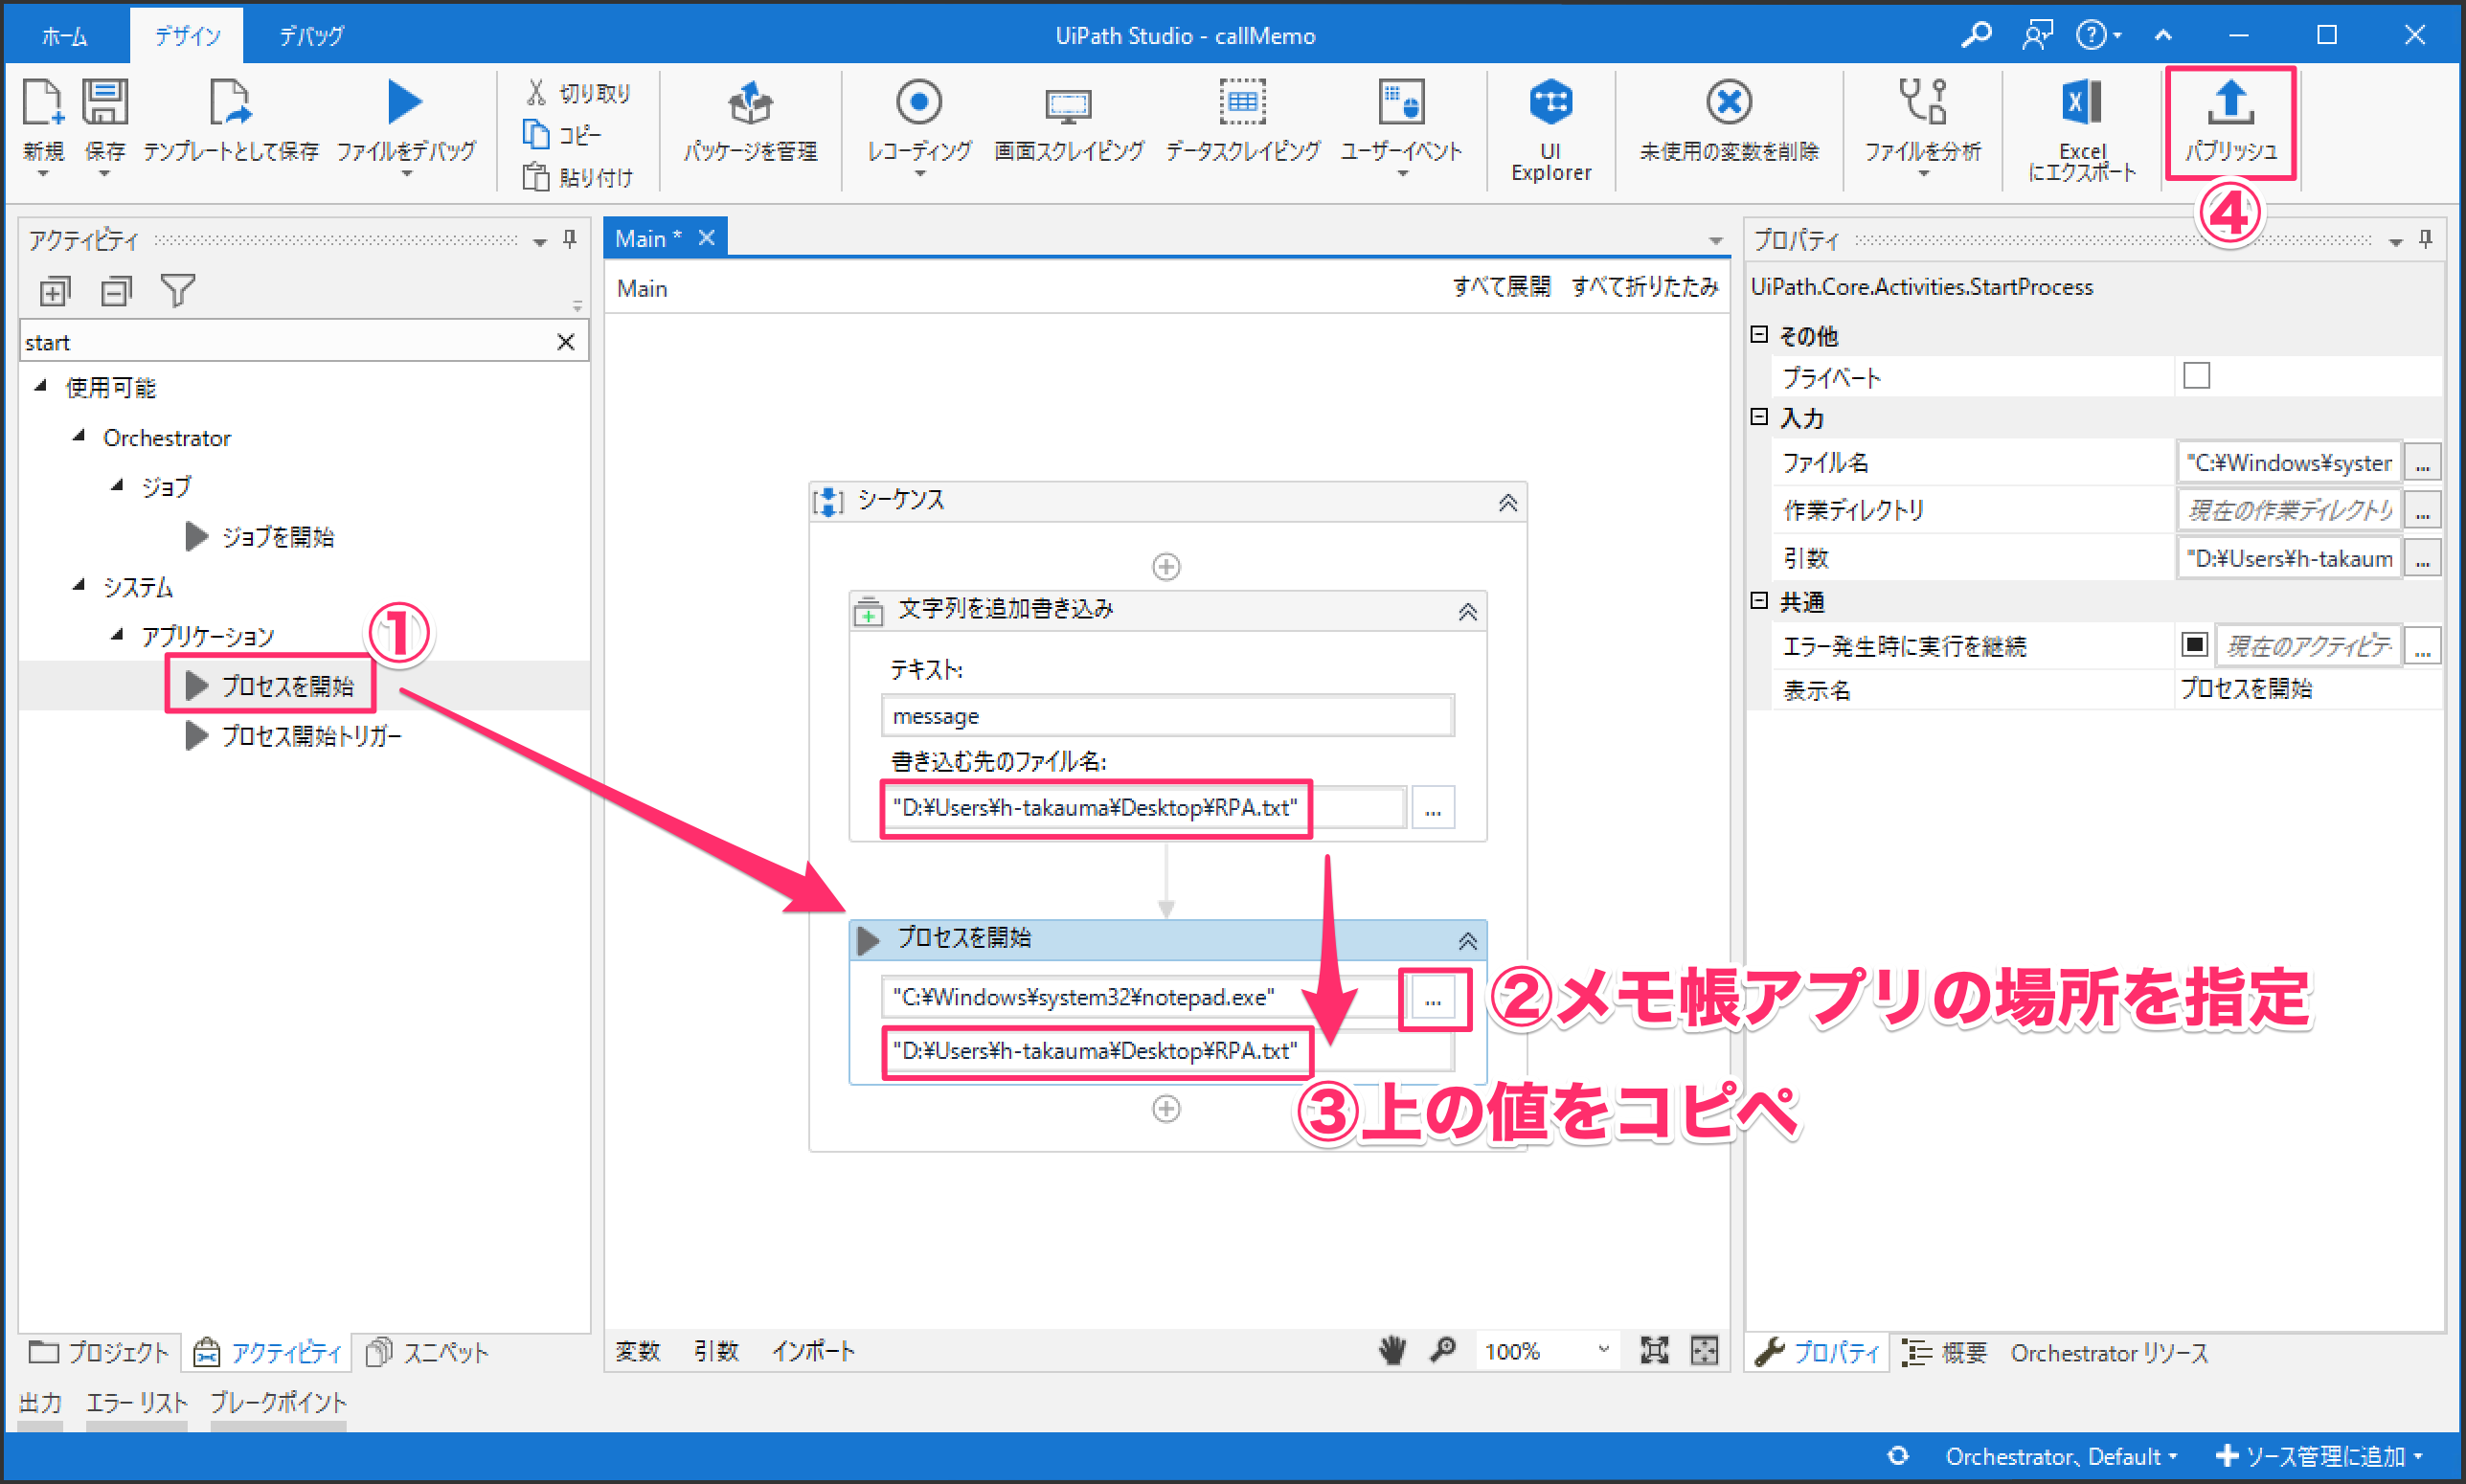 ホーム デザイン デバッグ UiPath Studio - callMemo
新規 保存 テンプレートとして保存 ファイルをデバッグ
切り取り
コピー
貼り付け
パッケージを管理
レコーディング 画面スクレイピング データスクレイピング ユーザーイベント
UI
Explorer
未使用の変数を削除
ファイルを分析
Excel
にエクスポート
パブリッシュ
④
アクティビティ
start
使用可能
Orchestrator
ジョブ
ジョブを開始
システム
アプリケーション
①
プロセスを開始
プロセス開始トリガー
Main *
Main すべて展開 すべて折りたたみ
シーケンス
文字列を追加書き込み
テキスト:
message
書き込む先のファイル名:
"D:¥Users¥h-takauma¥Desktop¥RPA.txt" ...
プロセスを開始
"C:¥Windows¥system32¥notepad.exe" ...
②メモ帳アプリの場所を指定
"D:¥Users¥h-takauma¥Desktop¥RPA.txt"
③上の値をコピペ
プロパティ
UiPath.Core.Activities.StartProcess
その他
プライベート
入力
ファイル名 "C:¥Windows¥syster ...
作業ディレクトリ 現在の作業ディレクトリ ...
引数 "D:¥Users¥h-takaum ...
共通
エラー発生時に実行を継続 現在のアクティビテ ...
表示名 プロセスを開始
プロジェクト アクティビティ スニペット
変数 引数 インポート 100%
プロパティ 概要 Orchestrator リソース
出力 エラー リスト ブレークポイント
Orchestrator、Default ソース管理に追加